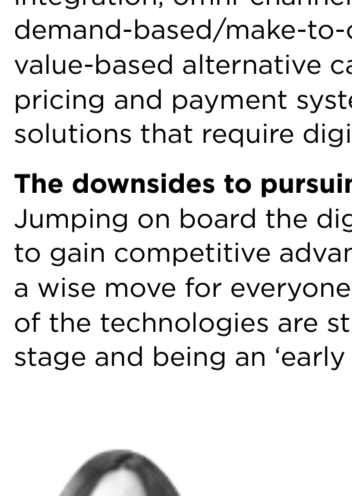 integration, omni-channel
demand-based/make-to-o
value-based alternative ca
pricing and payment syste
solutions that require digi
The downsides to pursuin
Jumping on board the dig
to gain competitive advan
a wise move for everyone
of the technologies are st
stage and being an ‘early